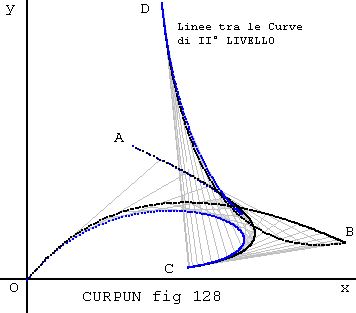 y
D
Linee tra le Curve
di II° LIVELLO
A
B
C
O
x
CURPUN fig 128